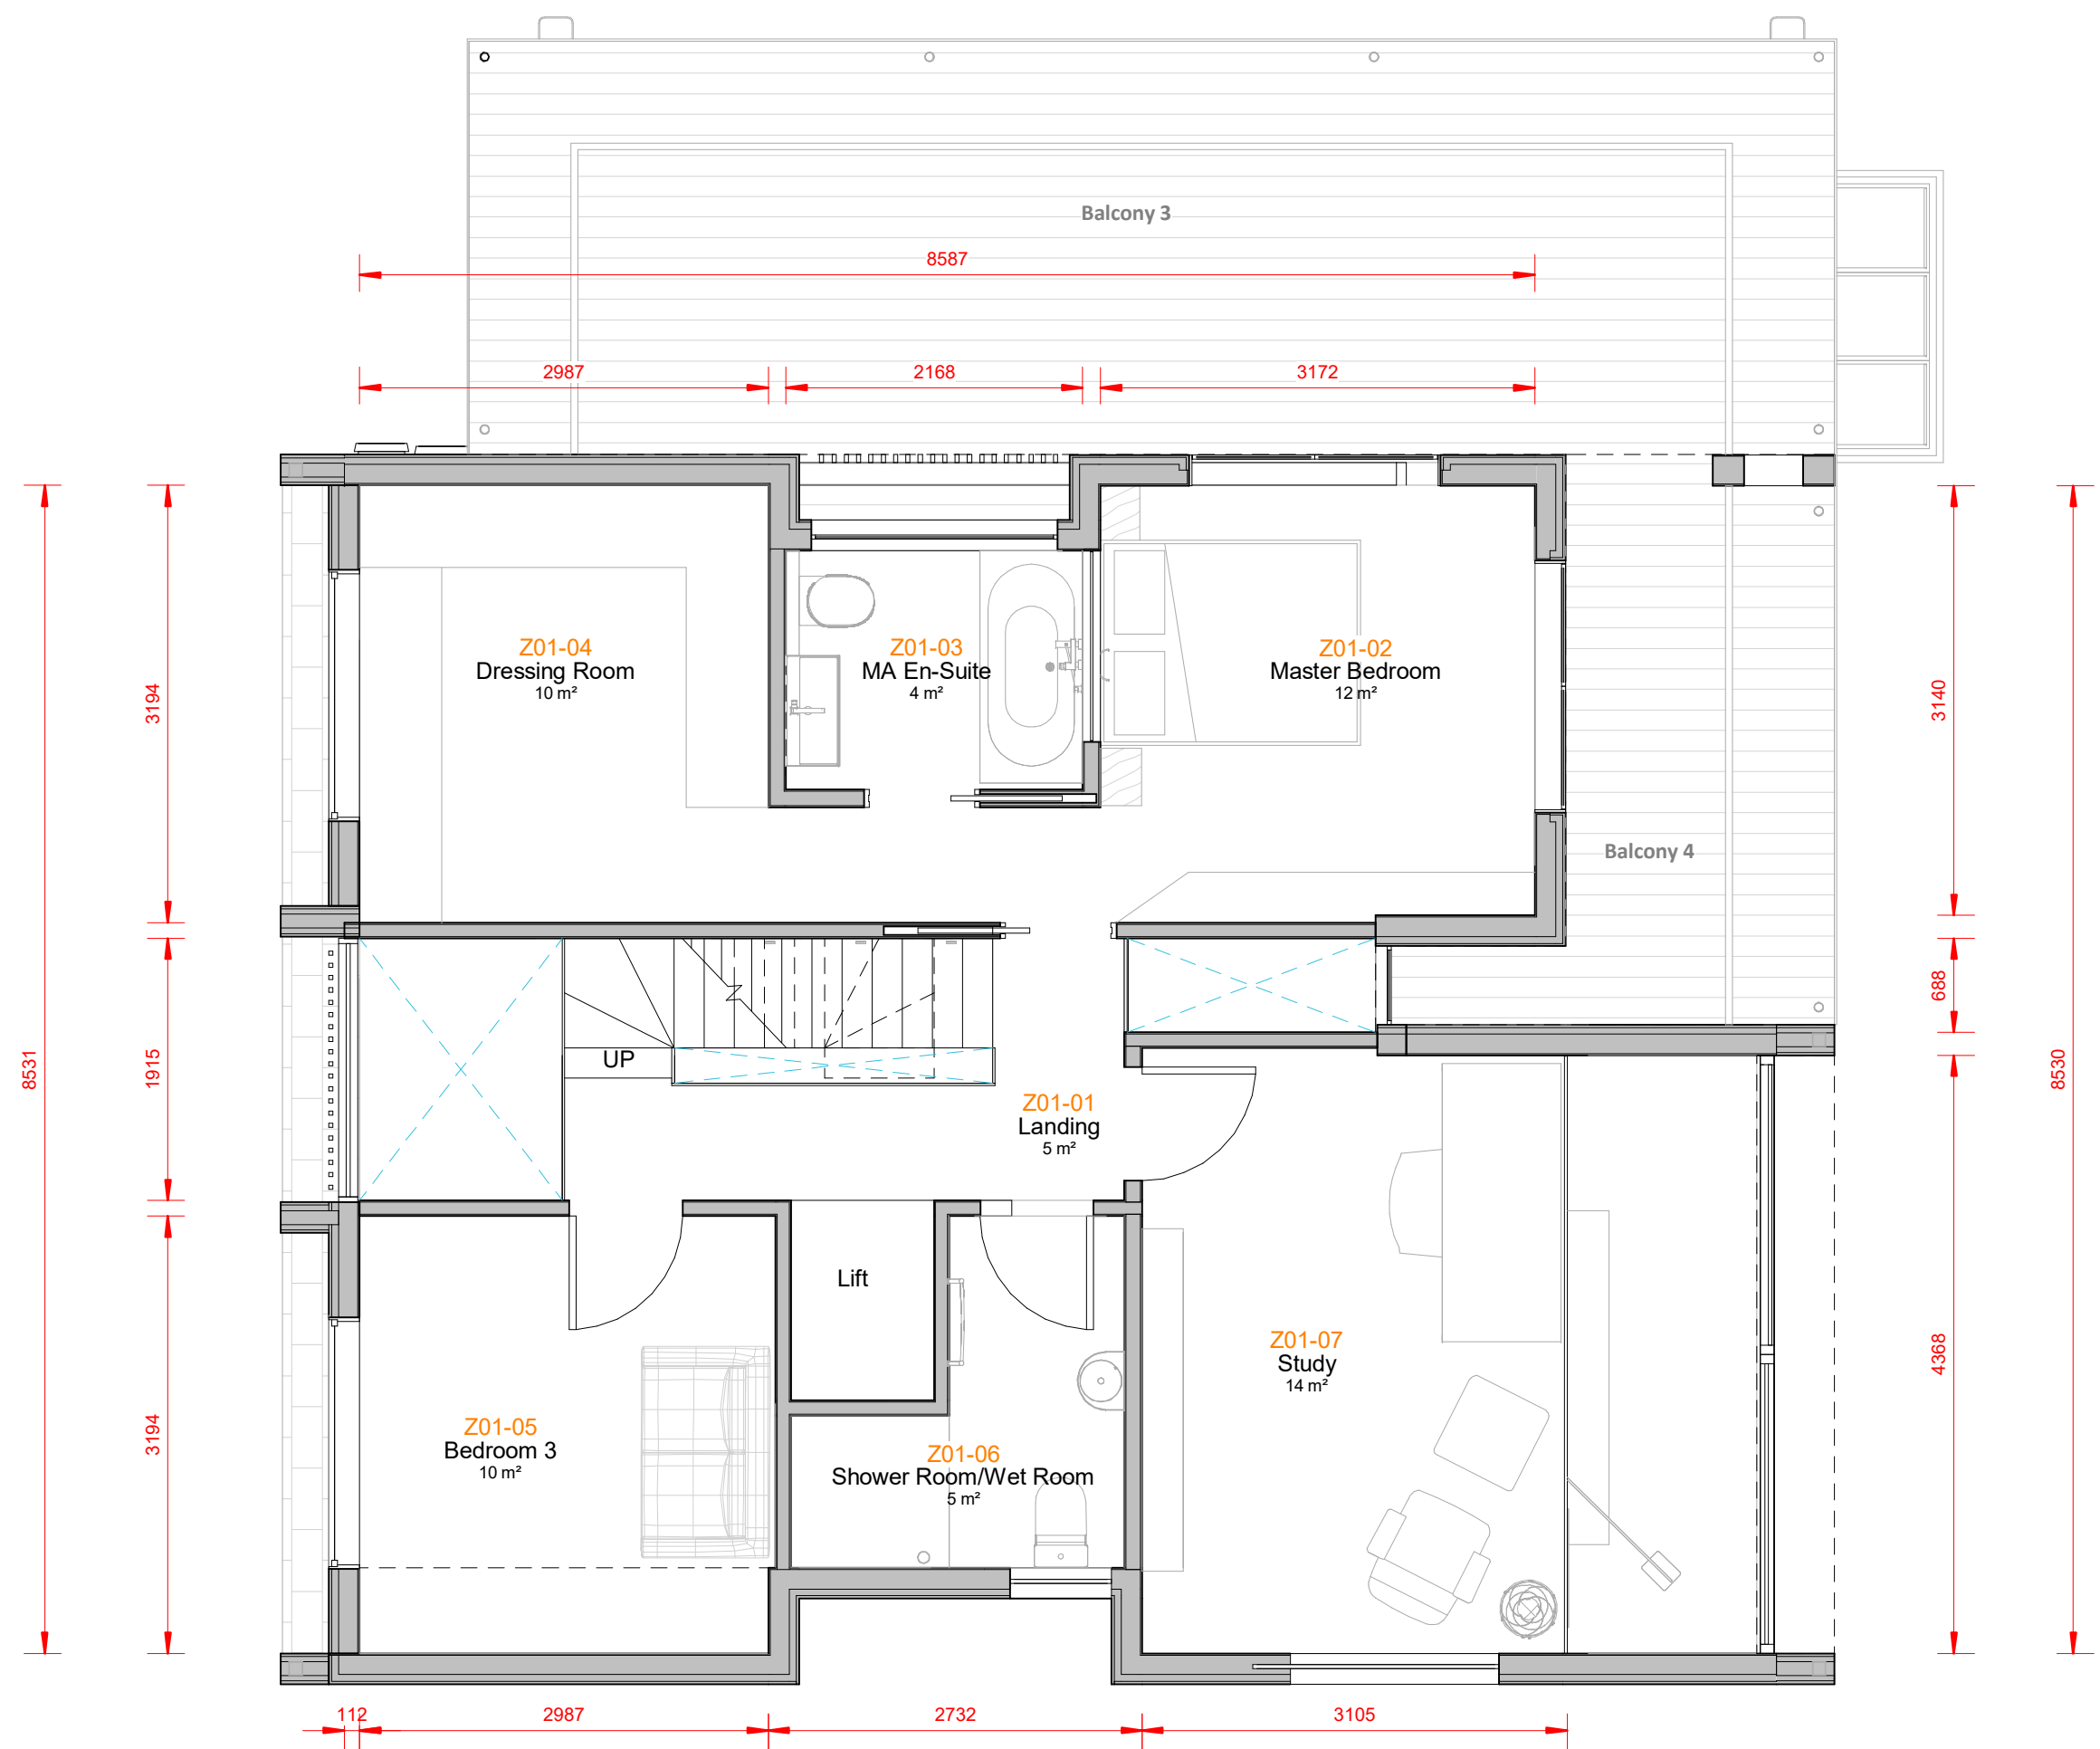 Balcony 3
8587
2987
2168
3172
Z01-04
Dressing Room
10 m²
Z01-03
MA En-Suite
4 m²
Z01-02
Master Bedroom
12 m²
3194
3140
Balcony 4
688
8531
1915
UP
8530
Z01-01
Landing
5 m²
Lift
Z01-07
Study
14 m²
4368
3194
Z01-05
Bedroom 3
10 m²
Z01-06
Shower Room/Wet Room
5 m²
112
2987
2732
3105